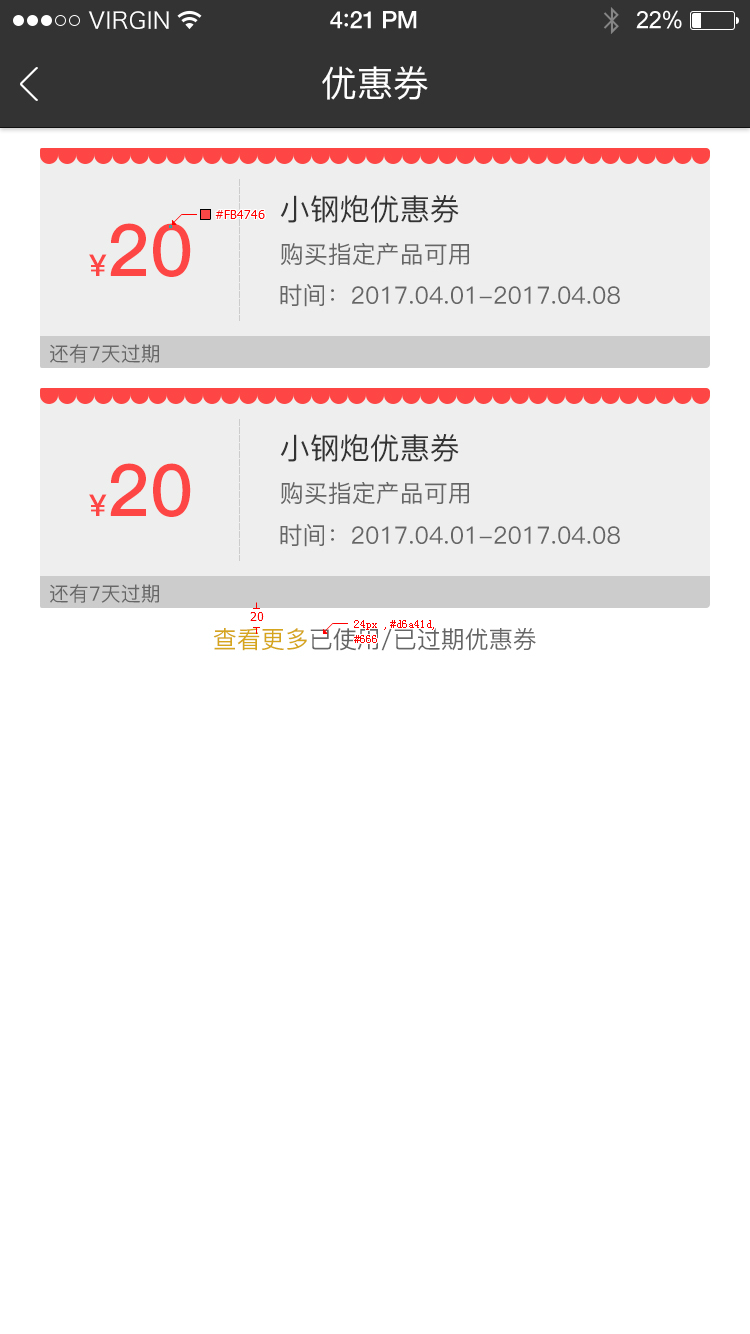 VIRGIN 4:21 PM 22%
优惠券
#FB4746
小钢炮优惠券
¥20
购买指定产品可用
时间：2017.04.01-2017.04.08
还有7天过期
小钢炮优惠券
¥20
购买指定产品可用
时间：2017.04.01-2017.04.08
还有7天过期
20
24px ,#d6a41d,
#666
查看更多已使用/已过期优惠券